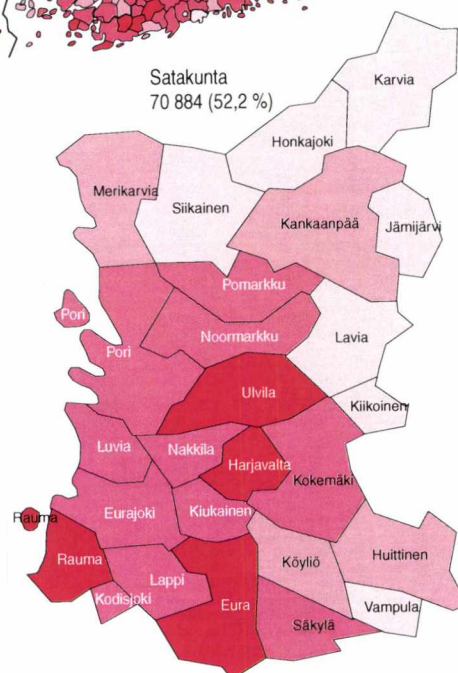 Satakunta
70 884 (52,2 %)
Karvia
Honkajoki
Merikarvia
Siikainen
Kankaanpää
Jämijärvi
Pomarkku
Pori
Noormarkku
Pori
Lavia
Ulvila
Kiikoinen
Luvia
Nakkila
Harjavalta
Kokemäki
Rauma
Eurajoki
Kiukainen
Rauma
Lappi
Köyliö
Huittinen
Kodisjoki
Eura
Vampula
Säkylä